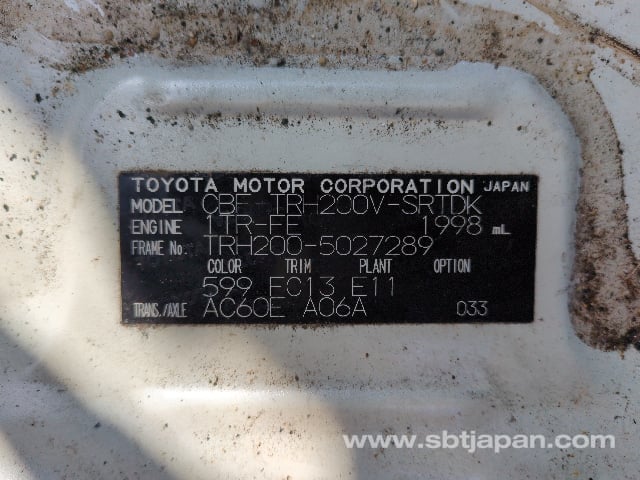 TOYOTA MOTOR CORPORATION JAPAN
MODEL CBF-TRH200V-SRTDK
ENGINE 1TR-FE 1998 mL
FRAME No. TRH200-5027289
COLOR TRIM PLANT OPTION
599 EC13 E11
TRANS./AXLE AC60E A06A 033
www.sbtjapan.com